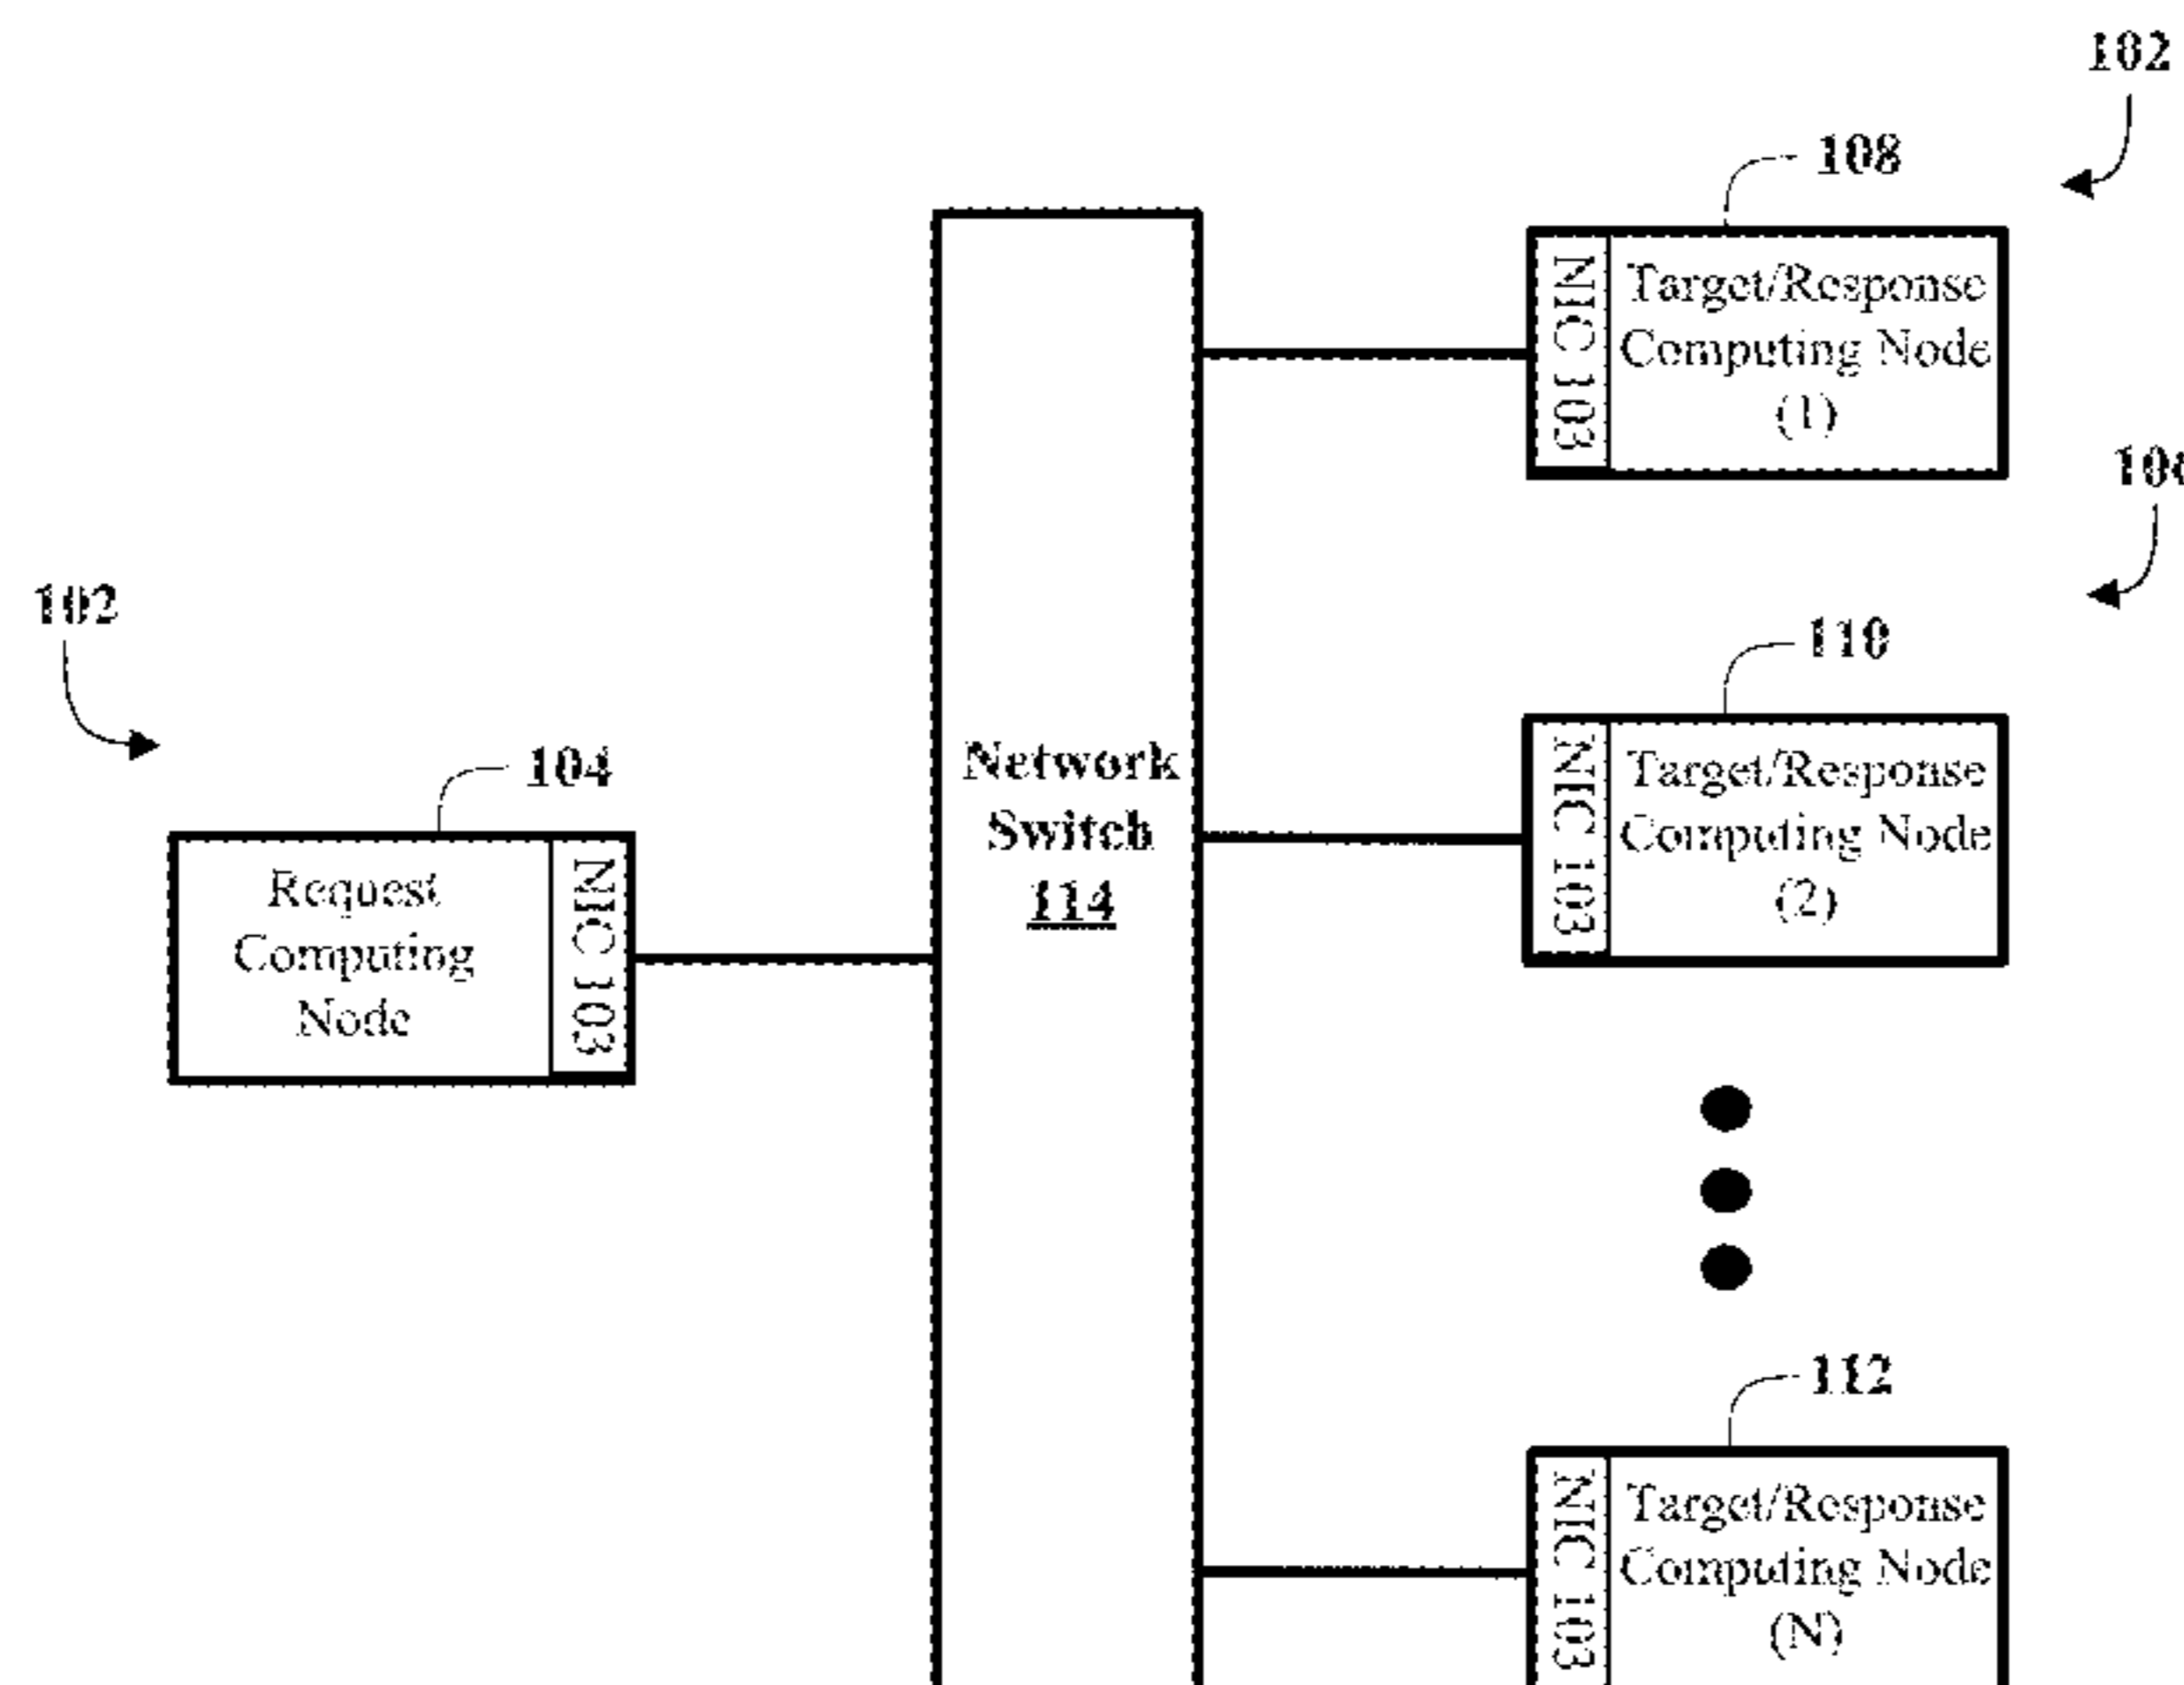 102
108
NIC 103
Target/Response
Computing Node
(1)
102
104
Request
Computing
Node
NIC 103
Network
Switch
114
110
NIC 103
Target/Response
Computing Node
(2)
112
NIC 103
Target/Response
Computing Node
(N)